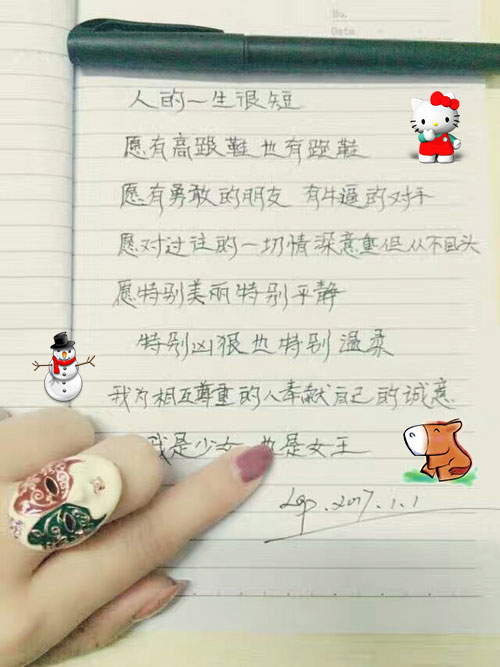 No.
Date
人的一生很短
愿有高跟鞋也有跑鞋
愿有勇敢的朋友 有牛逼的对手
愿对过往的一切情深意重但从不回头
愿特别美丽特别平静
特别凶狠也特别温柔
我为相互尊重的人奉献自己的诚意
我是少女 也是女王
2017.1.1